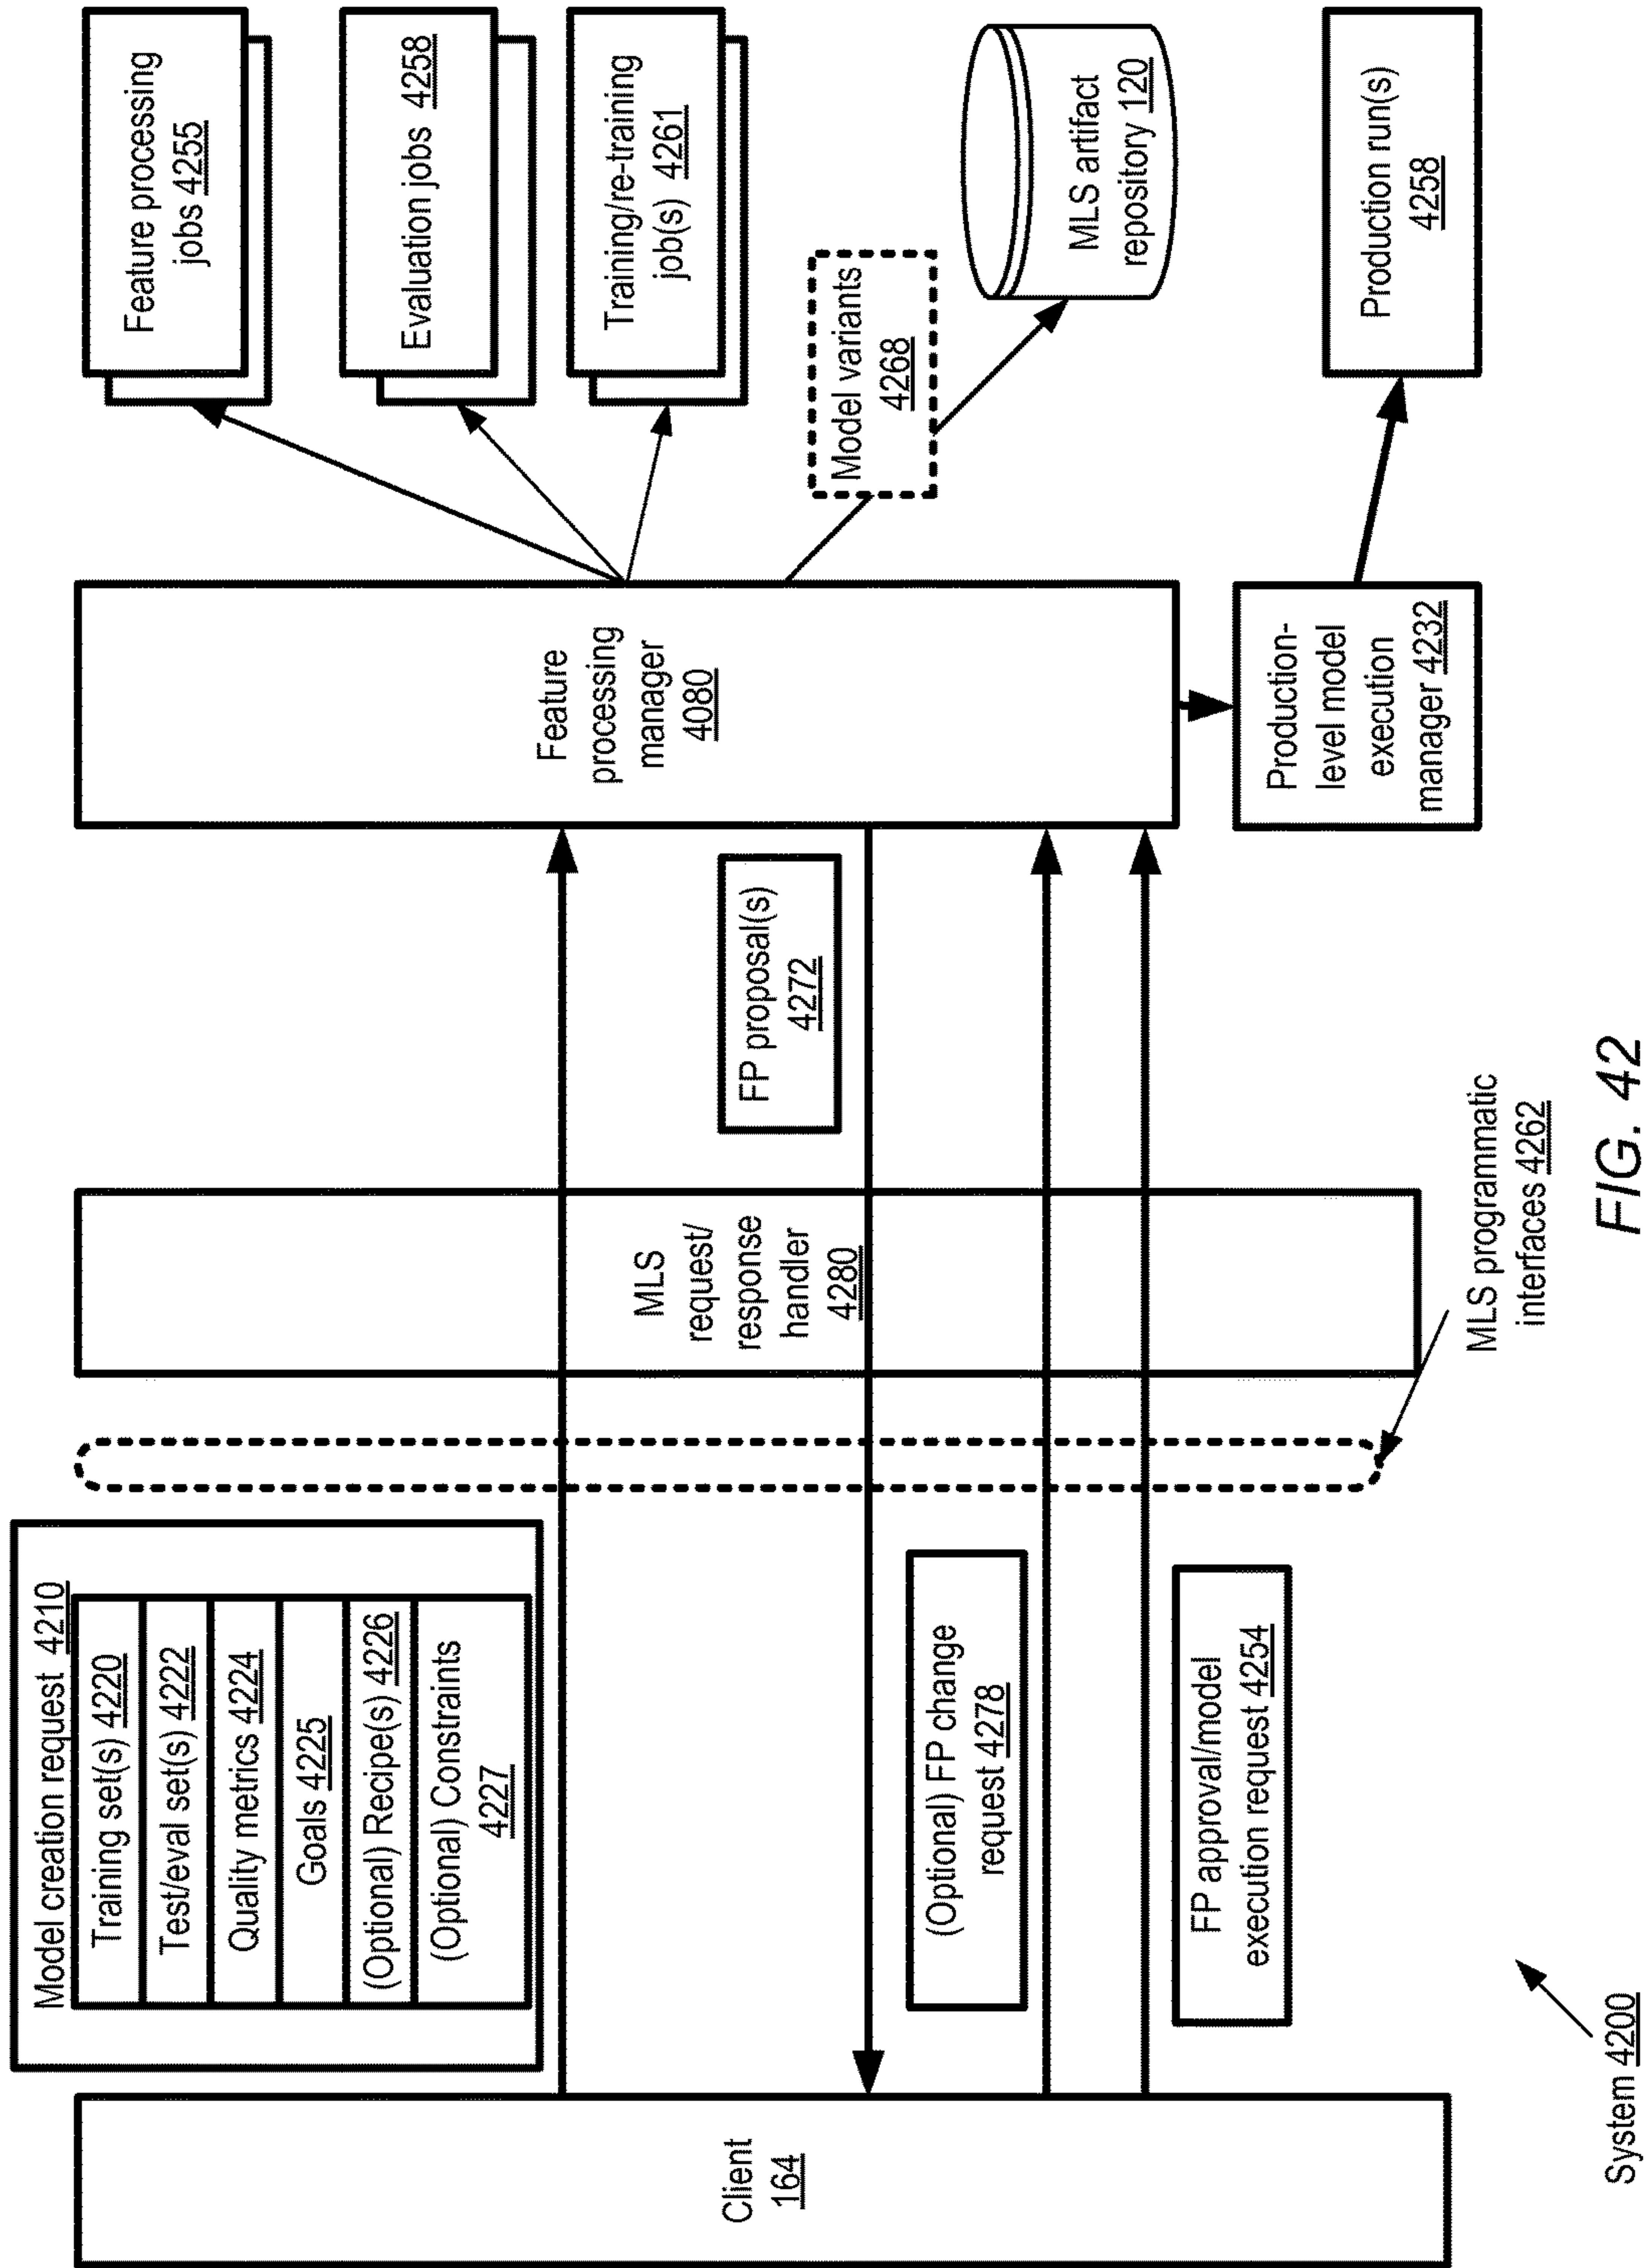 Model creation request 4210
Training set(s) 4220
Test/eval set(s) 4222
Quality metrics 4224
Goals 4225
(Optional) Recipe(s) 4226
(Optional) Constraints
4227
Client
164
MLS
request/
response
handler
4280
FP proposal(s)
4272
(Optional) FP change
request 4278
FP approval/model
execution request 4254
Feature
processing
manager
4080
Feature processing
jobs 4255
Evaluation jobs 4258
Training/re-training
job(s) 4261
Model variants
4268
MLS artifact
repository 120
Production-
level model
execution
manager 4232
Production run(s)
4258
MLS programmatic
interfaces 4262
System 4200
FIG. 42